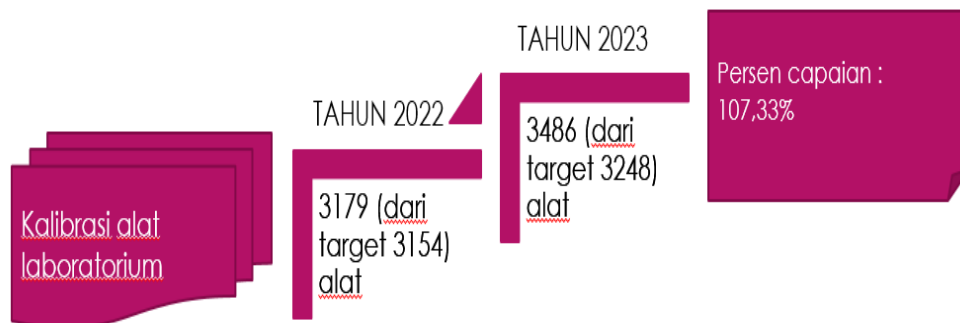 Kalibrasi alat
laboratorium
TAHUN 2022
3179 (dari
target 3154)
alat
TAHUN 2023
3486 (dari
target 3248)
alat
Persen capaian :
107,33%